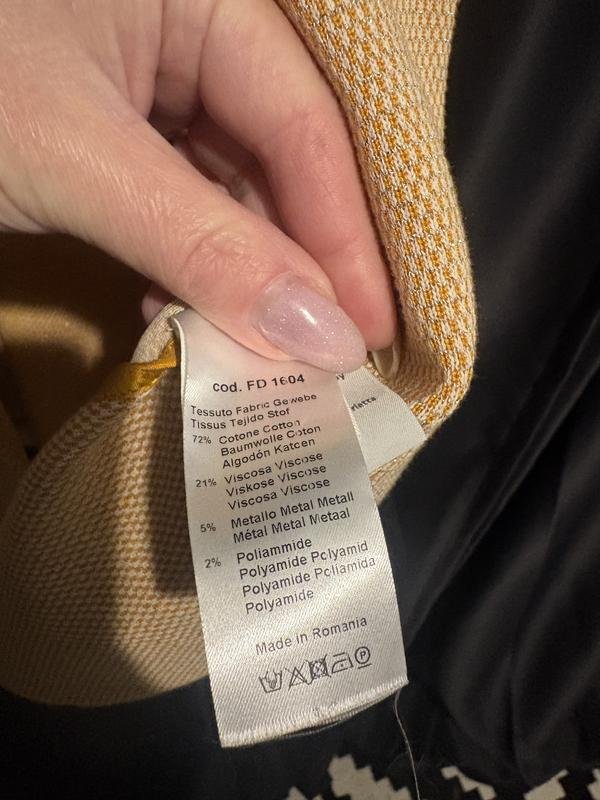 cod. FD 1604
Tessuto Fabric Gewebe
Tissus Tejido Stof
72% Cotone Cotton
Baumwolle Coton
Algodón Katoen
21% Viscosa Viscose
Viskose Viscose
Viscosa Viscose
5% Metallo Metal Metall
Métal Metal Metaal
2% Poliammide
Polyamide Polyamid
Polyamide Poliamida
Polyamide
Made in Romania
P